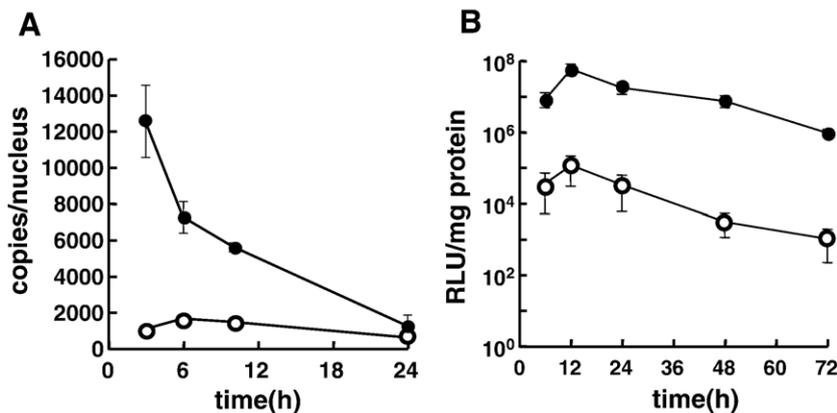 A
copies/nucleus
16000
14000
12000
10000
8000
6000
4000
2000
0
0 6 12 18 24
time(h)
B
RLU/mg protein
10⁸
10⁶
10⁴
10²
10⁰
0 12 24 36 48 60 72
time(h)